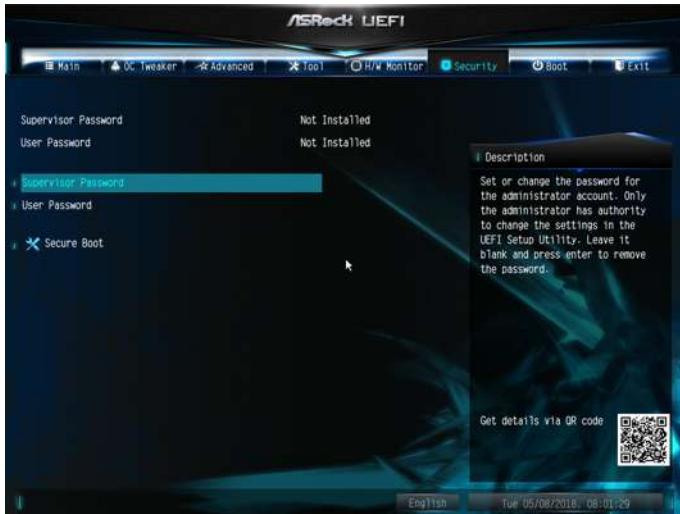 ASRock UEFI
Main OC Tweaker Advanced Tool H/W Monitor Security Boot Exit
Supervisor Password Not Installed
User Password Not Installed
Supervisor Password
User Password
Secure Boot
Description
Set or change the password for
the administrator account. Only
the administrator has authority
to change the settings in the
UEFI Setup Utility. Leave it
blank and press enter to remove
the password.
Get details via QR code
English Tue 05/08/2018. 08:01:29